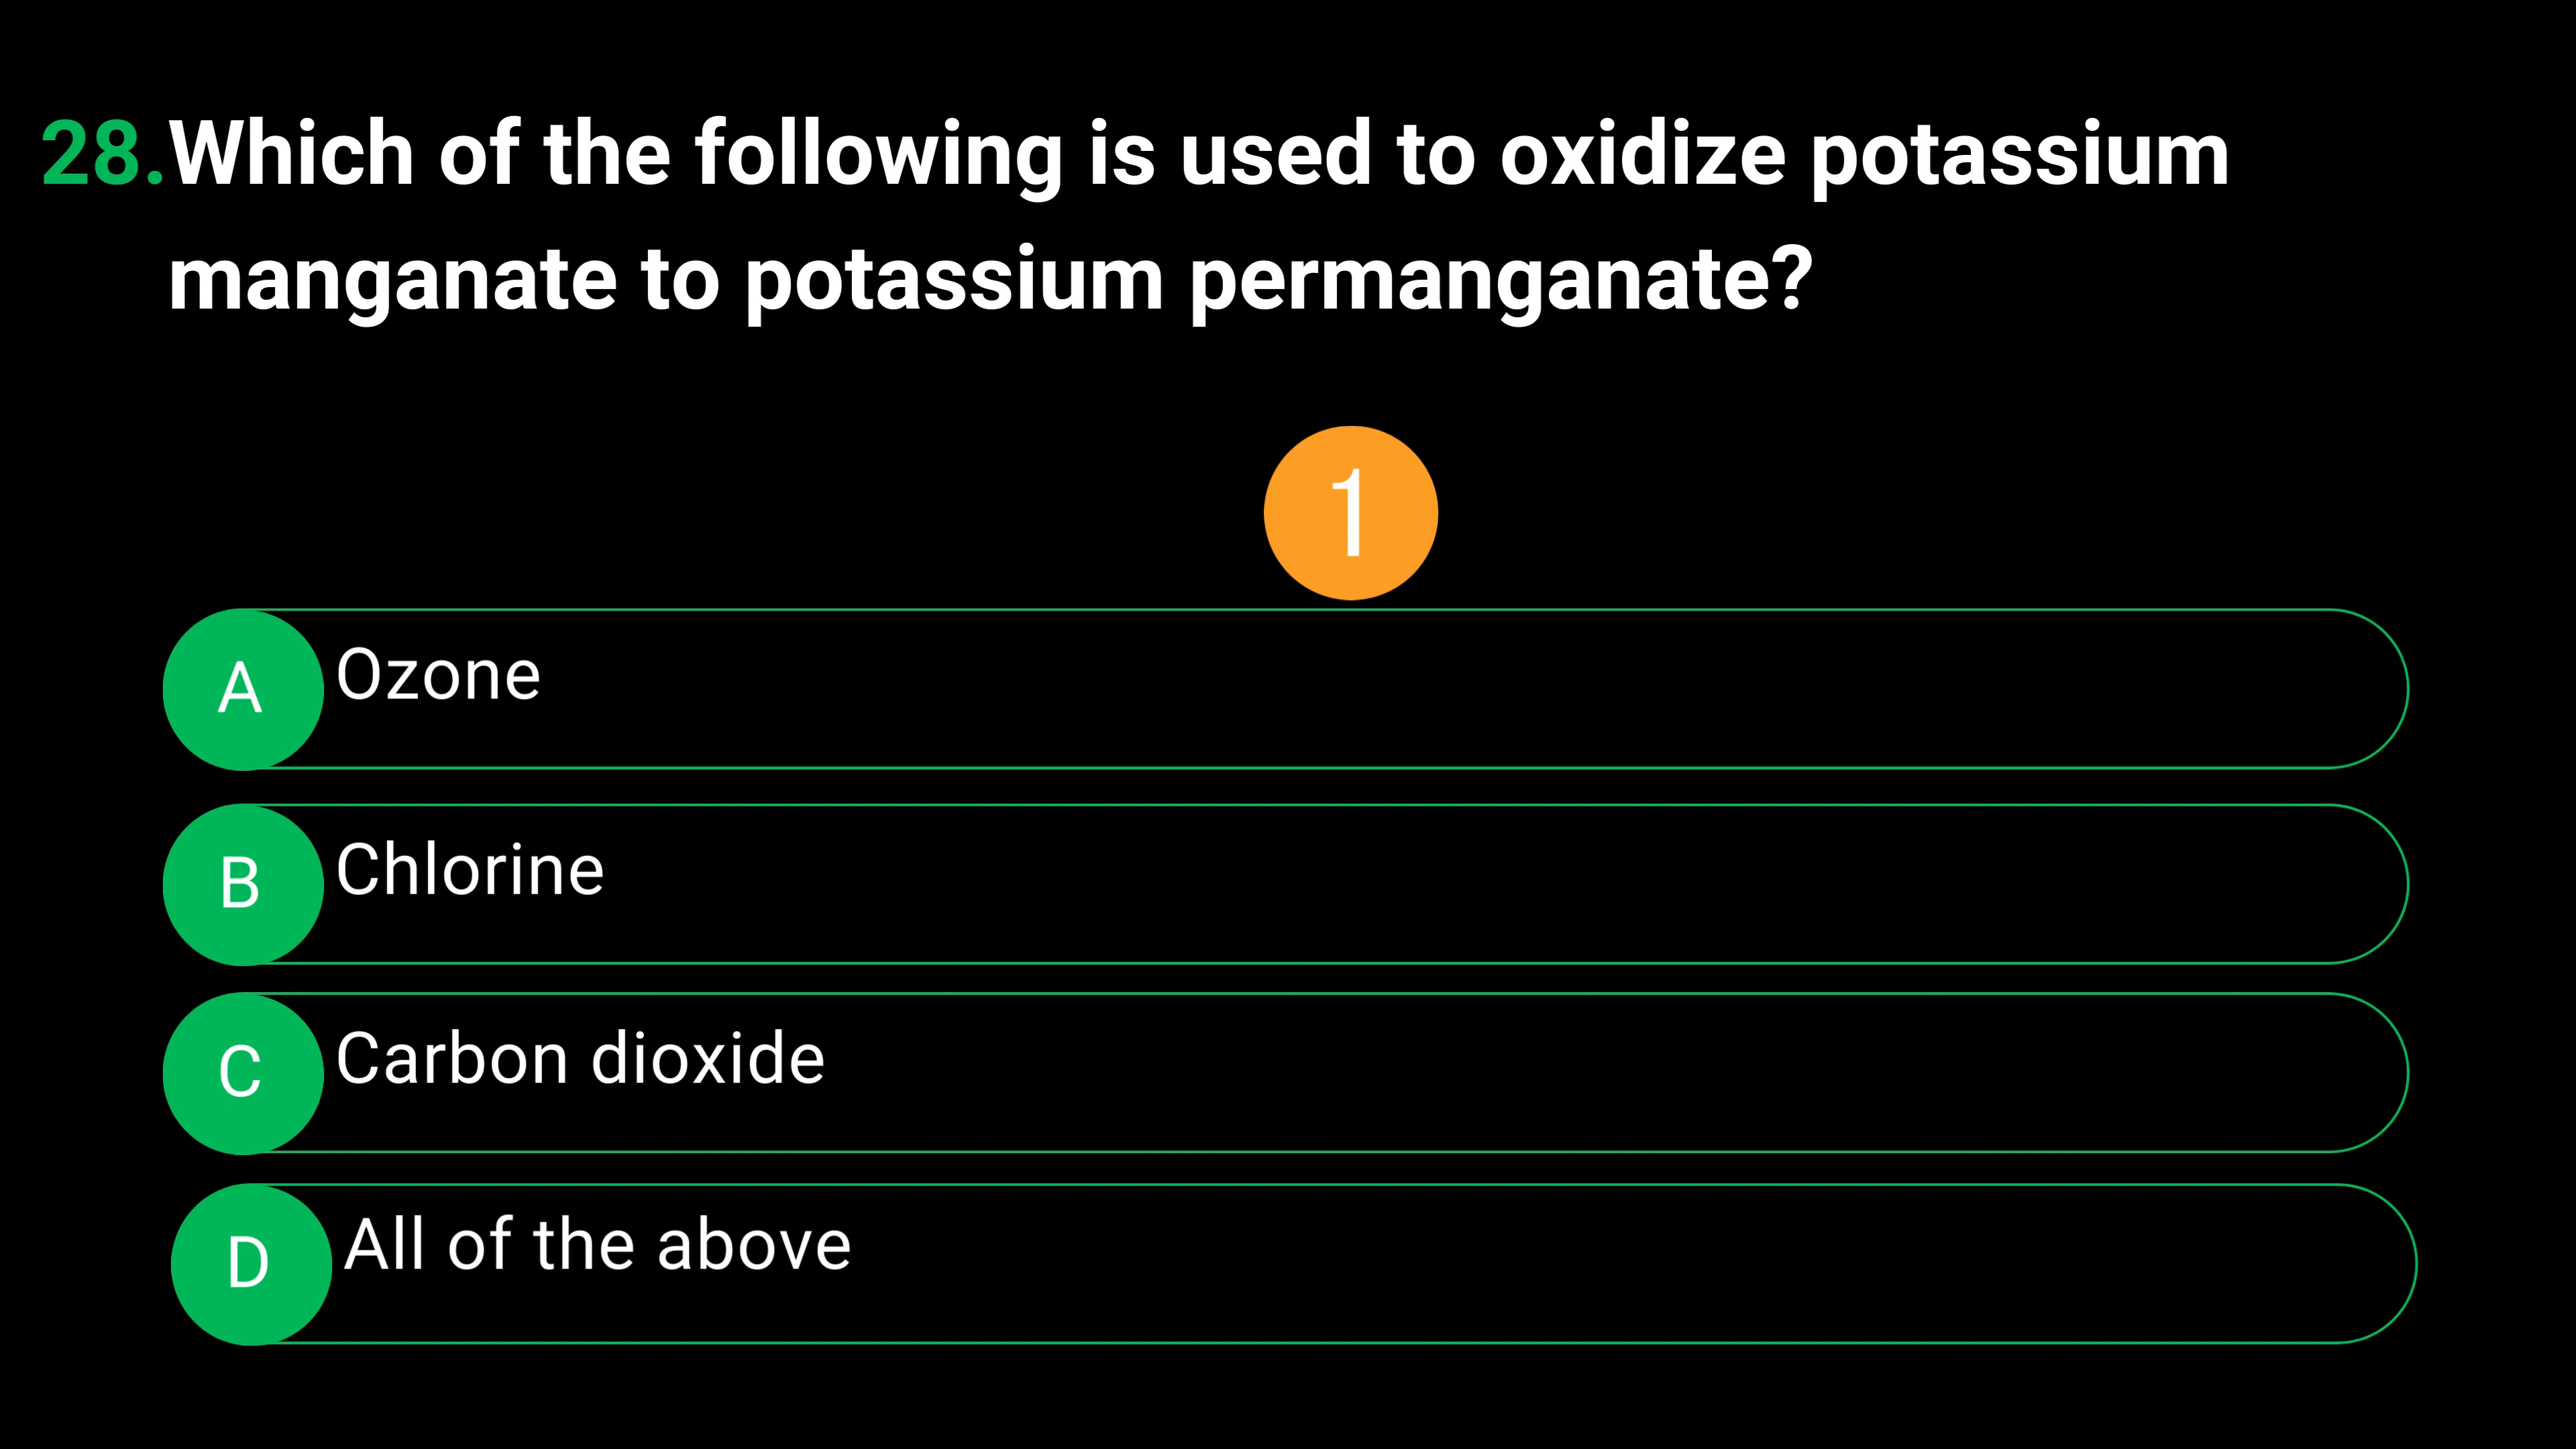 28.Which of the following is used to oxidize potassium
manganate to potassium permanganate?
1
A Ozone
B Chlorine
C Carbon dioxide
D All of the above